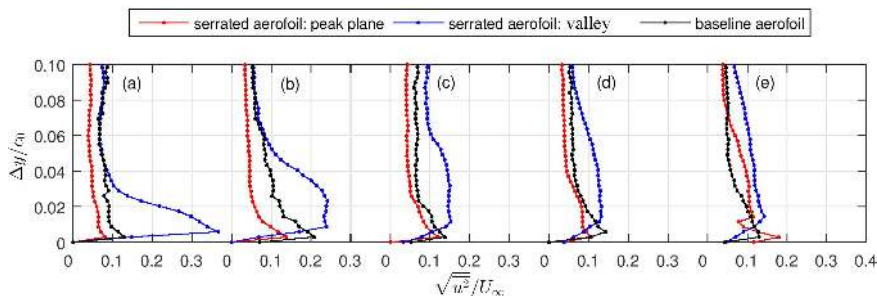 serrated aerofoil: peak plane serrated aerofoil: valley baseline aerofoil
0.10 (a) (b) (c) (d) (e)
0.08
0.06
0.04
0.02
0
0 0.1 0.2 0.3 0 0.1 0.2 0.3 0 0.1 0.2 0.3 0 0.1 0.2 0.3 0 0.1 0.2 0.3 0.4
Δy/c₀
√u²/U∞